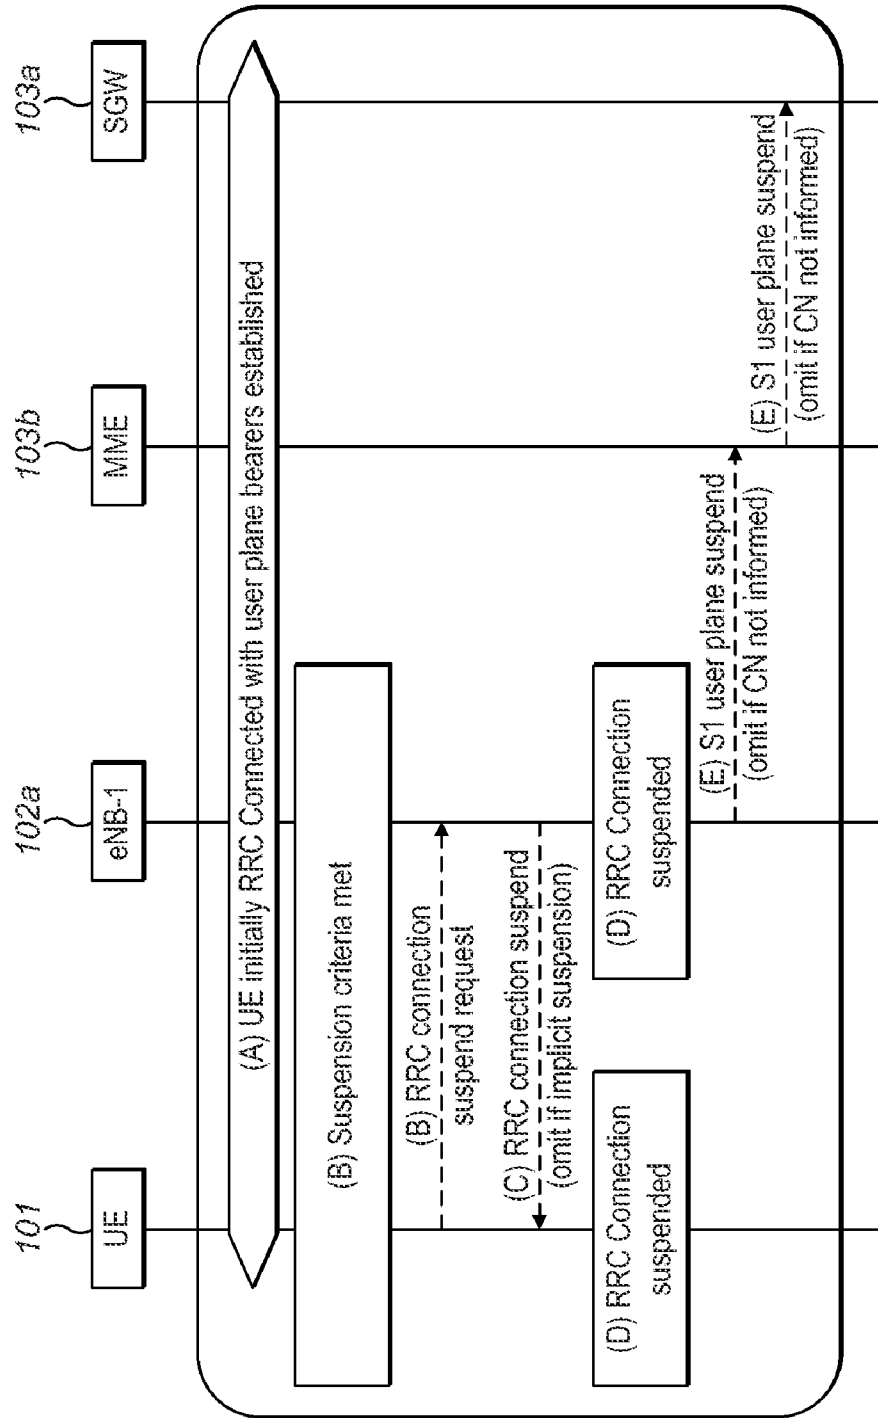 101
102a
103b
103a
UE
eNB-1
MME
SGW
(A) UE initially RRC Connected with user plane bearers established
(B) Suspension criteria met
(B) RRC connection
suspend request
(C) RRC connection suspend
(omit if implicit suspension)
(D) RRC Connection
suspended
(D) RRC Connection
suspended
(E) S1 user plane suspend
(omit if CN not informed)
(E) S1 user plane suspend
(omit if CN not informed)